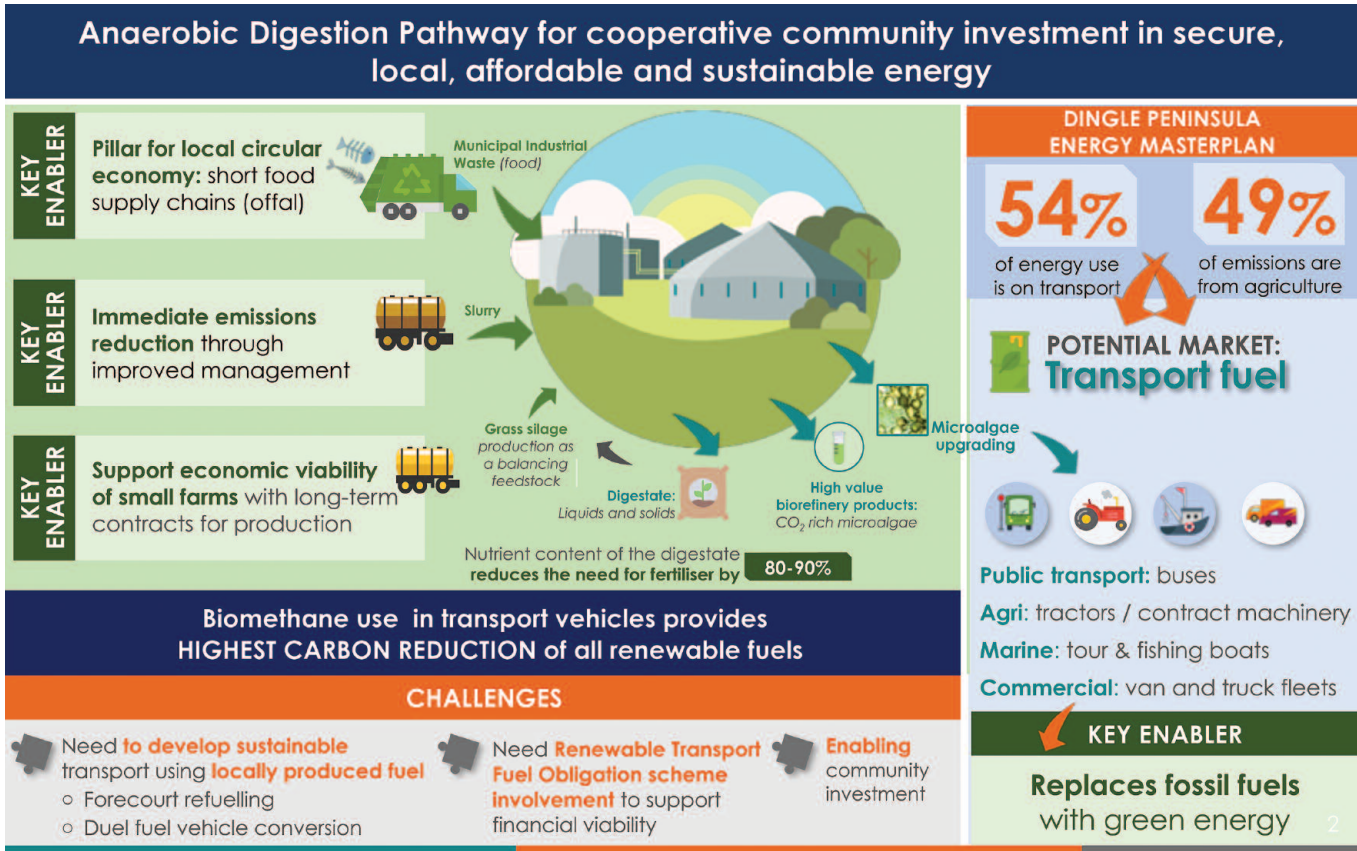 Anaerobic Digestion Pathway for cooperative community investment in secure,
local, affordable and sustainable energy
KEY
ENABLER
Pillar for local circular
economy: short food
supply chains (offal)
Municipal Industrial
Waste (food)
KEY
ENABLER
Immediate emissions
reduction through
improved management
Slurry
KEY
ENABLER
Support economic viability
of small farms with long-term
contracts for production
Grass silage
production as
a balancing
feedstock
Digestate:
Liquids and solids
High value
biorefinery products:
CO₂ rich microalgae
Microalgae
upgrading
Nutrient content of the digestate
reduces the need for fertiliser by
80-90%
Biomethane use in transport vehicles provides
HIGHEST CARBON REDUCTION of all renewable fuels
CHALLENGES
Need to develop sustainable
transport using locally produced fuel
○ Forecourt refuelling
○ Duel fuel vehicle conversion
Need Renewable Transport
Fuel Obligation scheme
involvement to support
financial viability
Enabling
community
investment
DINGLE PENINSULA
ENERGY MASTERPLAN
54%
of energy use
is on transport
49%
of emissions are
from agriculture
POTENTIAL MARKET:
Transport fuel
Public transport: buses
Agri: tractors / contract machinery
Marine: tour & fishing boats
Commercial: van and truck fleets
KEY ENABLER
Replaces fossil fuels
with green energy
2